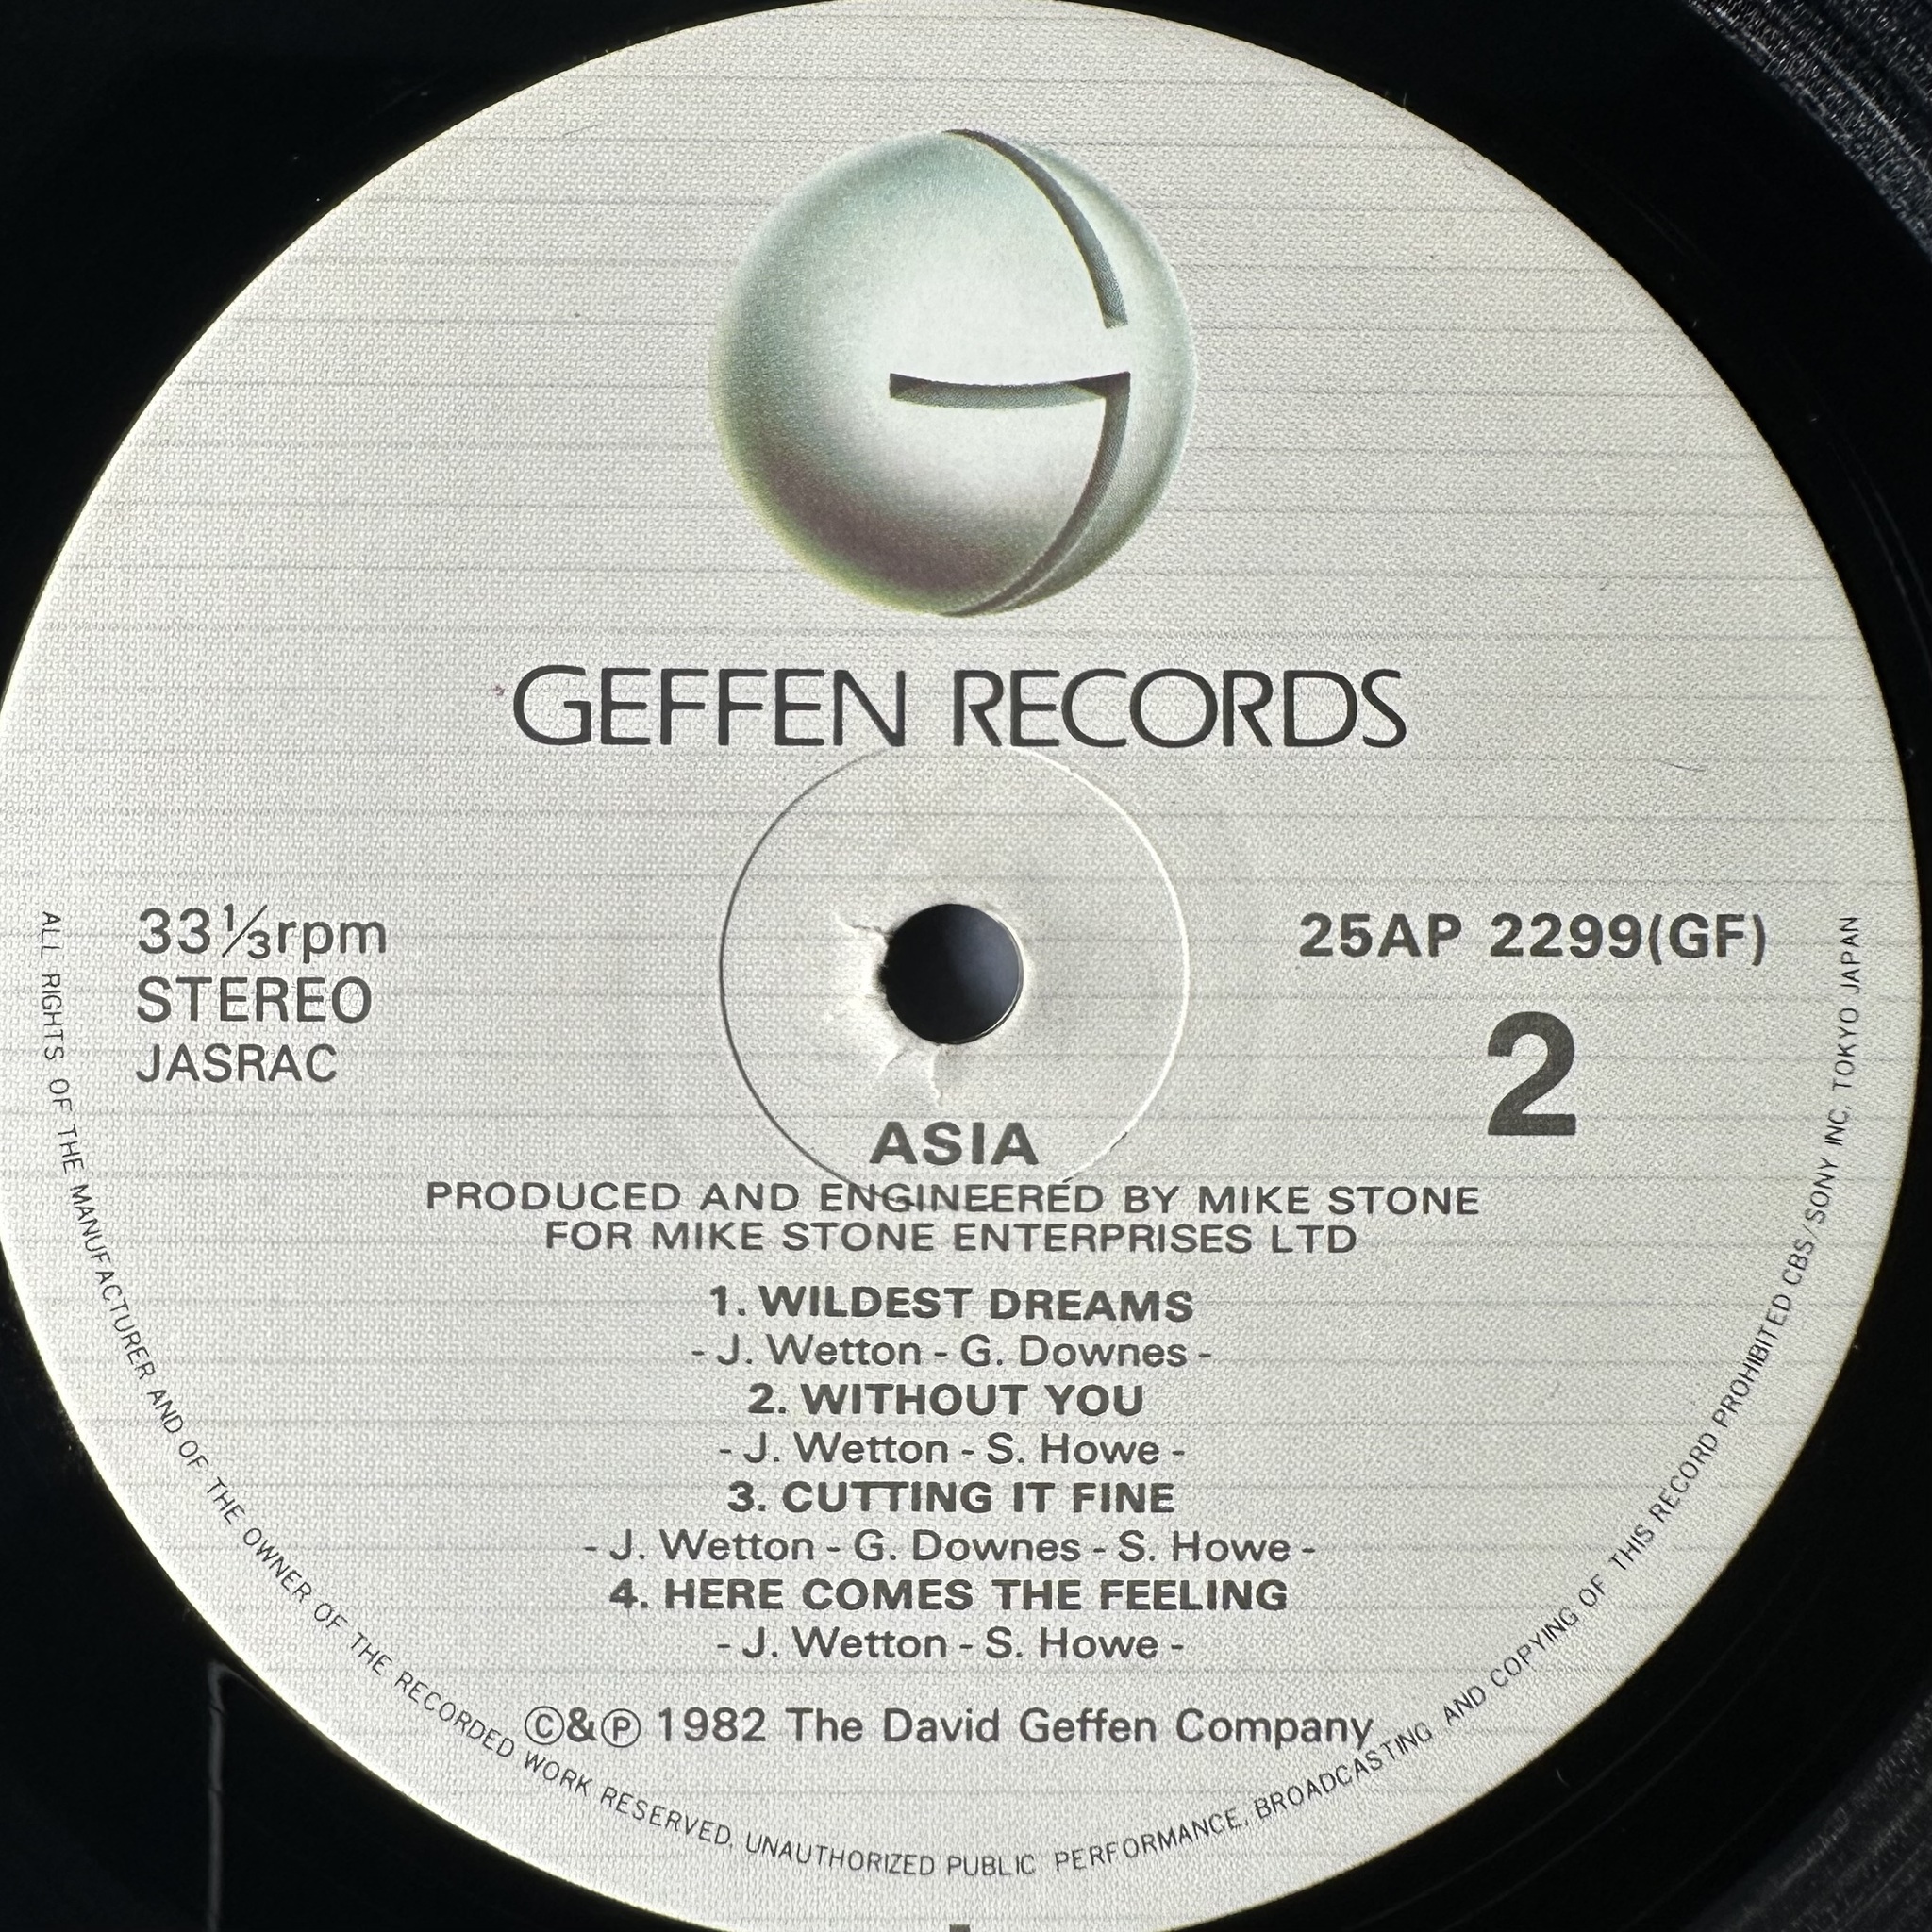 GEFFEN RECORDS
33⅓rpm
STEREO
JASRAC
25AP 2299(GF)
2
ASIA
PRODUCED AND ENGINEERED BY MIKE STONE
FOR MIKE STONE ENTERPRISES LTD
1. WILDEST DREAMS
- J. Wetton - G. Downes -
2. WITHOUT YOU
- J. Wetton - S. Howe -
3. CUTTING IT FINE
- J. Wetton - G. Downes - S. Howe -
4. HERE COMES THE FEELING
- J. Wetton - S. Howe -
©&℗ 1982 The David Geffen Company
ALL RIGHTS OF THE MANUFACTURER AND OF THE OWNER OF THE RECORDED WORK RESERVED. UNAUTHORIZED PUBLIC PERFORMANCE, BROADCASTING AND COPYING OF THIS RECORD PROHIBITED CBS/SONY INC, TOKYO JAPAN